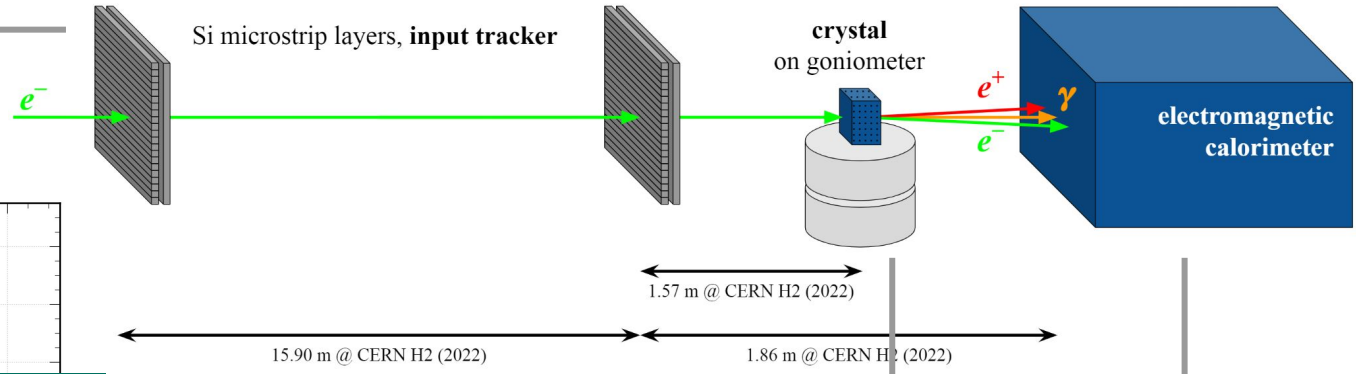 Si microstrip layers, input tracker
crystal
on goniometer
e⁻
e⁺
γ
e⁻
electromagnetic
calorimeter
1.57 m @ CERN H2 (2022)
15.90 m @ CERN H2 (2022)
1.86 m @ CERN H2 (2022)